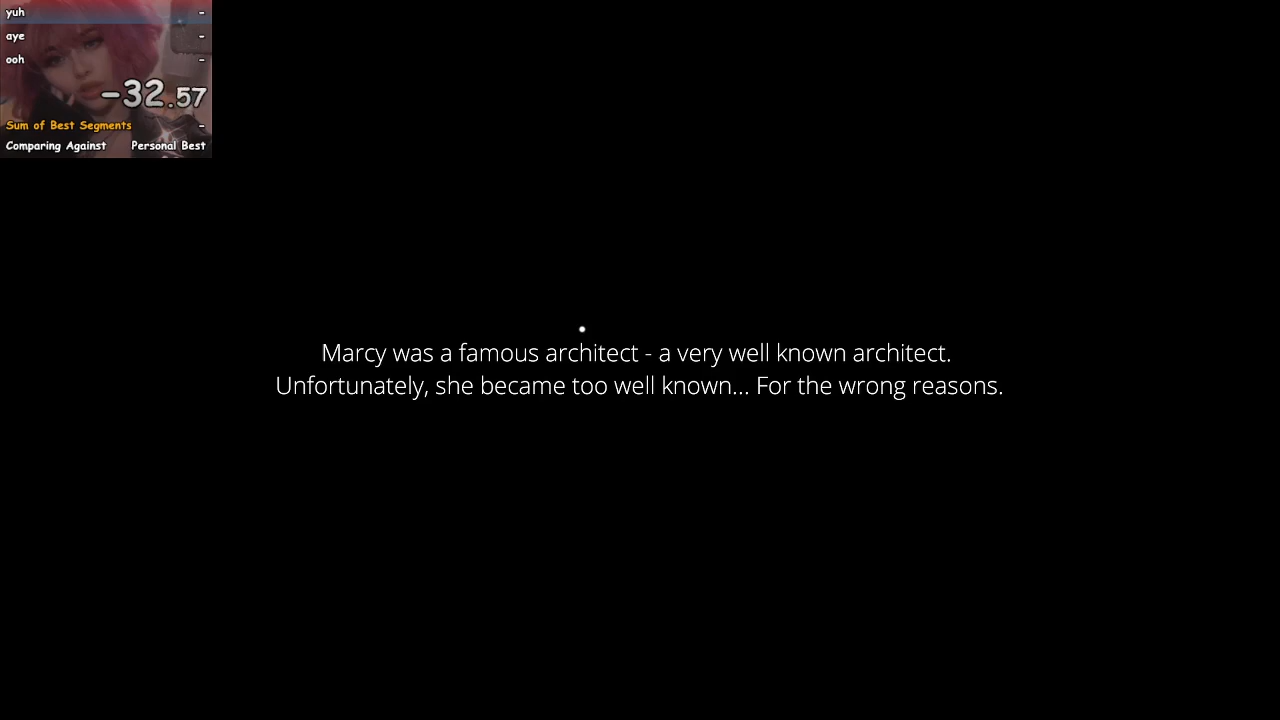 yuh -
aye -
ooh -
-32.57
Sum of Best Segments -
Comparing Against Personal Best
Marcy was a famous architect - a very well known architect.
Unfortunately, she became too well known... For the wrong reasons.